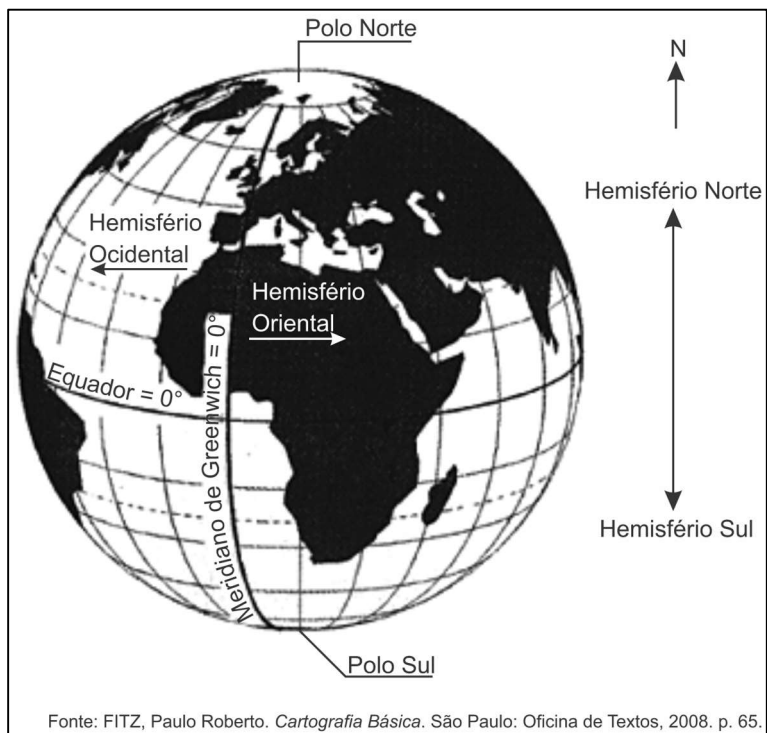 Polo Norte
N
Hemisfério Norte
Hemisfério
Ocidental
Hemisfério
Oriental
Equador = 0°
Meridiano de Greenwich = 0°
Hemisfério Sul
Polo Sul
Fonte: FITZ, Paulo Roberto. Cartografia Básica. São Paulo: Oficina de Textos, 2008. p. 65.